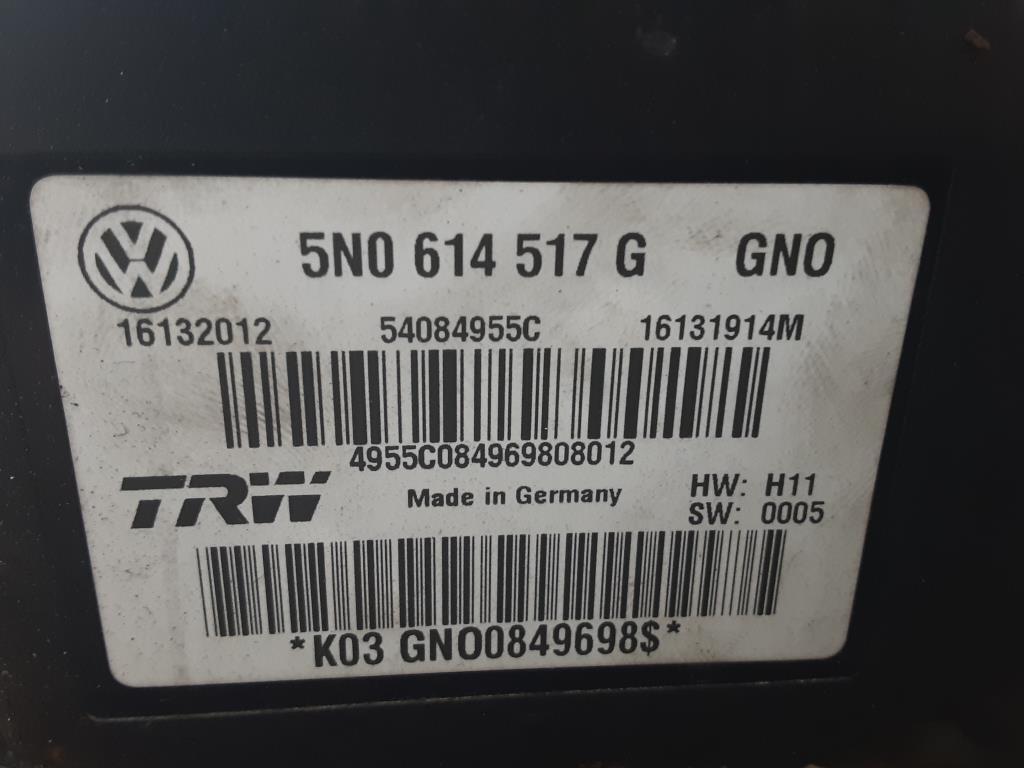 5N0 614 517 G GNO
16132012 54084955C 16131914M
4955C084969808012
TRW Made in Germany HW: H11
SW: 0005
*K03 GNO0849698$*